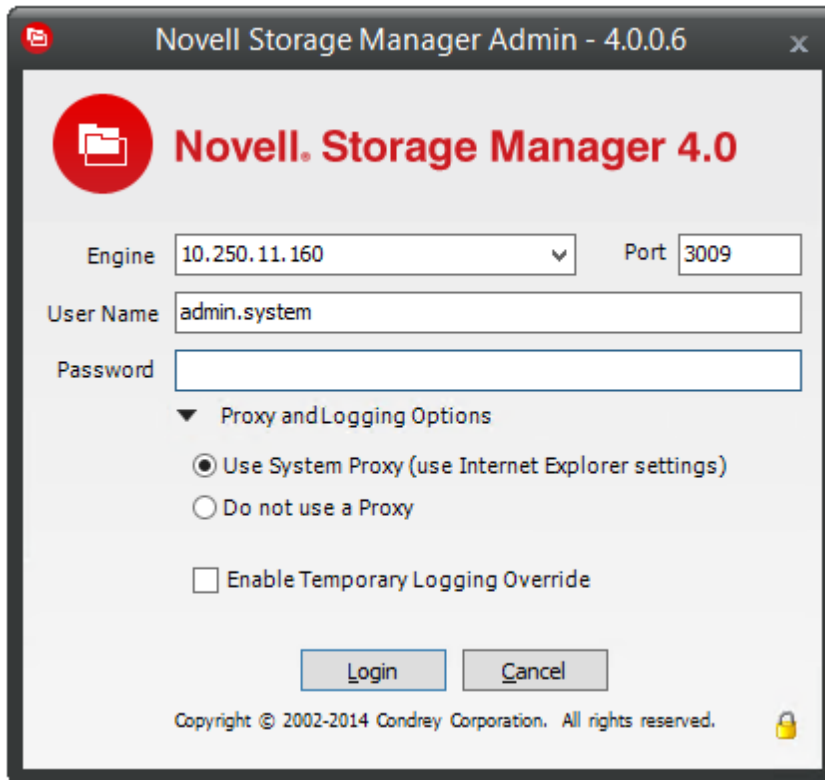 Novell Storage Manager Admin - 4.0.0.6 x
Novell® Storage Manager 4.0
Engine 10.250.11.160 Port 3009
User Name admin.system
Password
Proxy and Logging Options
Use System Proxy (use Internet Explorer settings)
Do not use a Proxy
Enable Temporary Logging Override
Login Cancel
Copyright © 2002-2014 Condrey Corporation. All rights reserved.